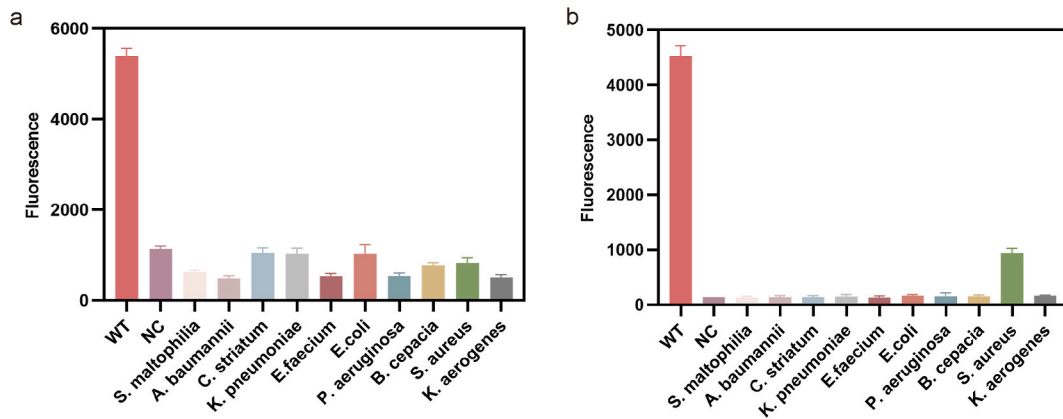 a
6000
4000
2000
0
Fluorescence
WT
NC
S. maltophilia
A. baumannii
C. striatum
K. pneumoniae
E.faecium
E.coli
P. aeruginosa
B. cepacia
S. aureus
K. aerogenes
b
5000
4000
3000
2000
1000
0
Fluorescence
WT
NC
S. maltophilia
A. baumannii
C. striatum
K. pneumoniae
E.faecium
E.coli
P. aeruginosa
B. cepacia
S. aureus
K. aerogenes